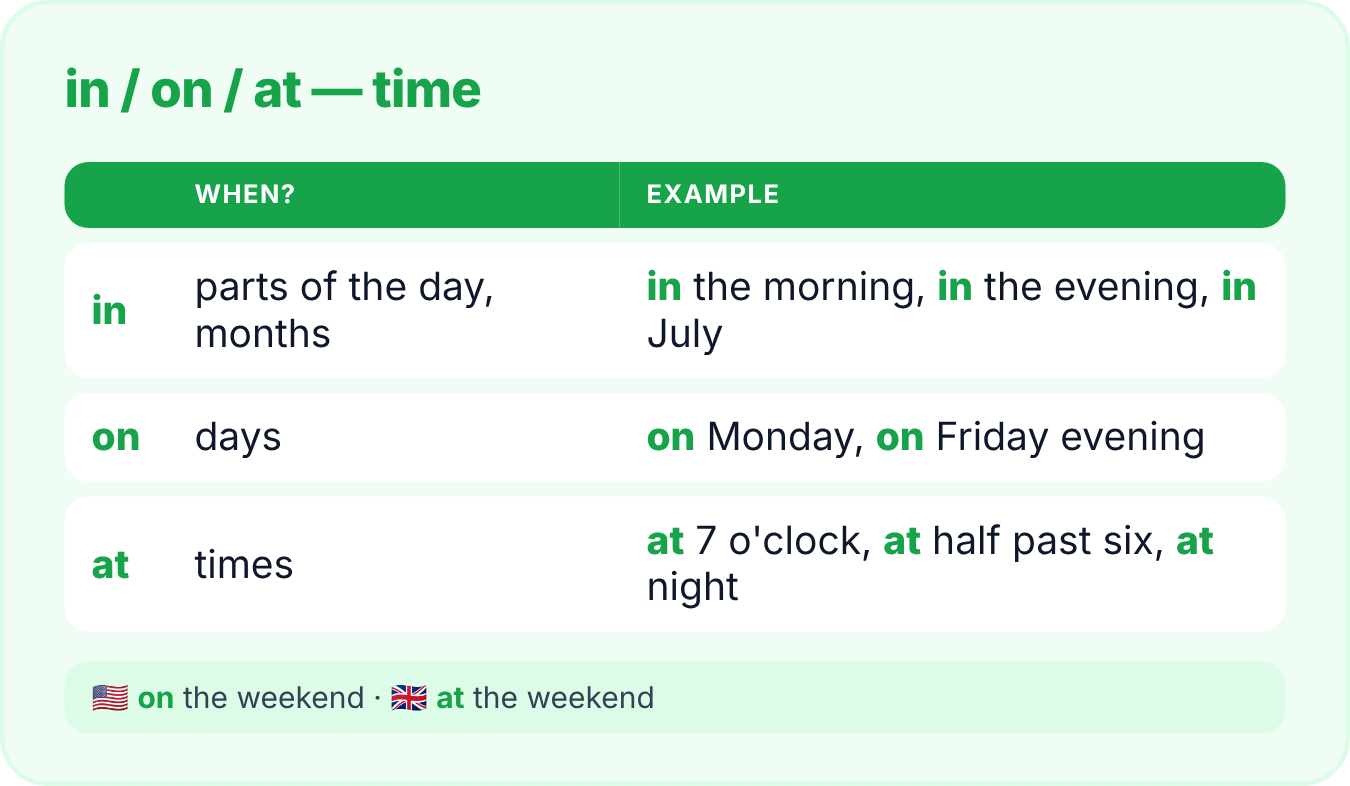 in / on / at — time
WHEN? EXAMPLE
in
parts of the day,
months
in the morning, in the evening, in
July
on days on Monday, on Friday evening
at
times
at 7 o'clock, at half past six, at
night
🇺🇸 on the weekend · 🇬🇧 at the weekend